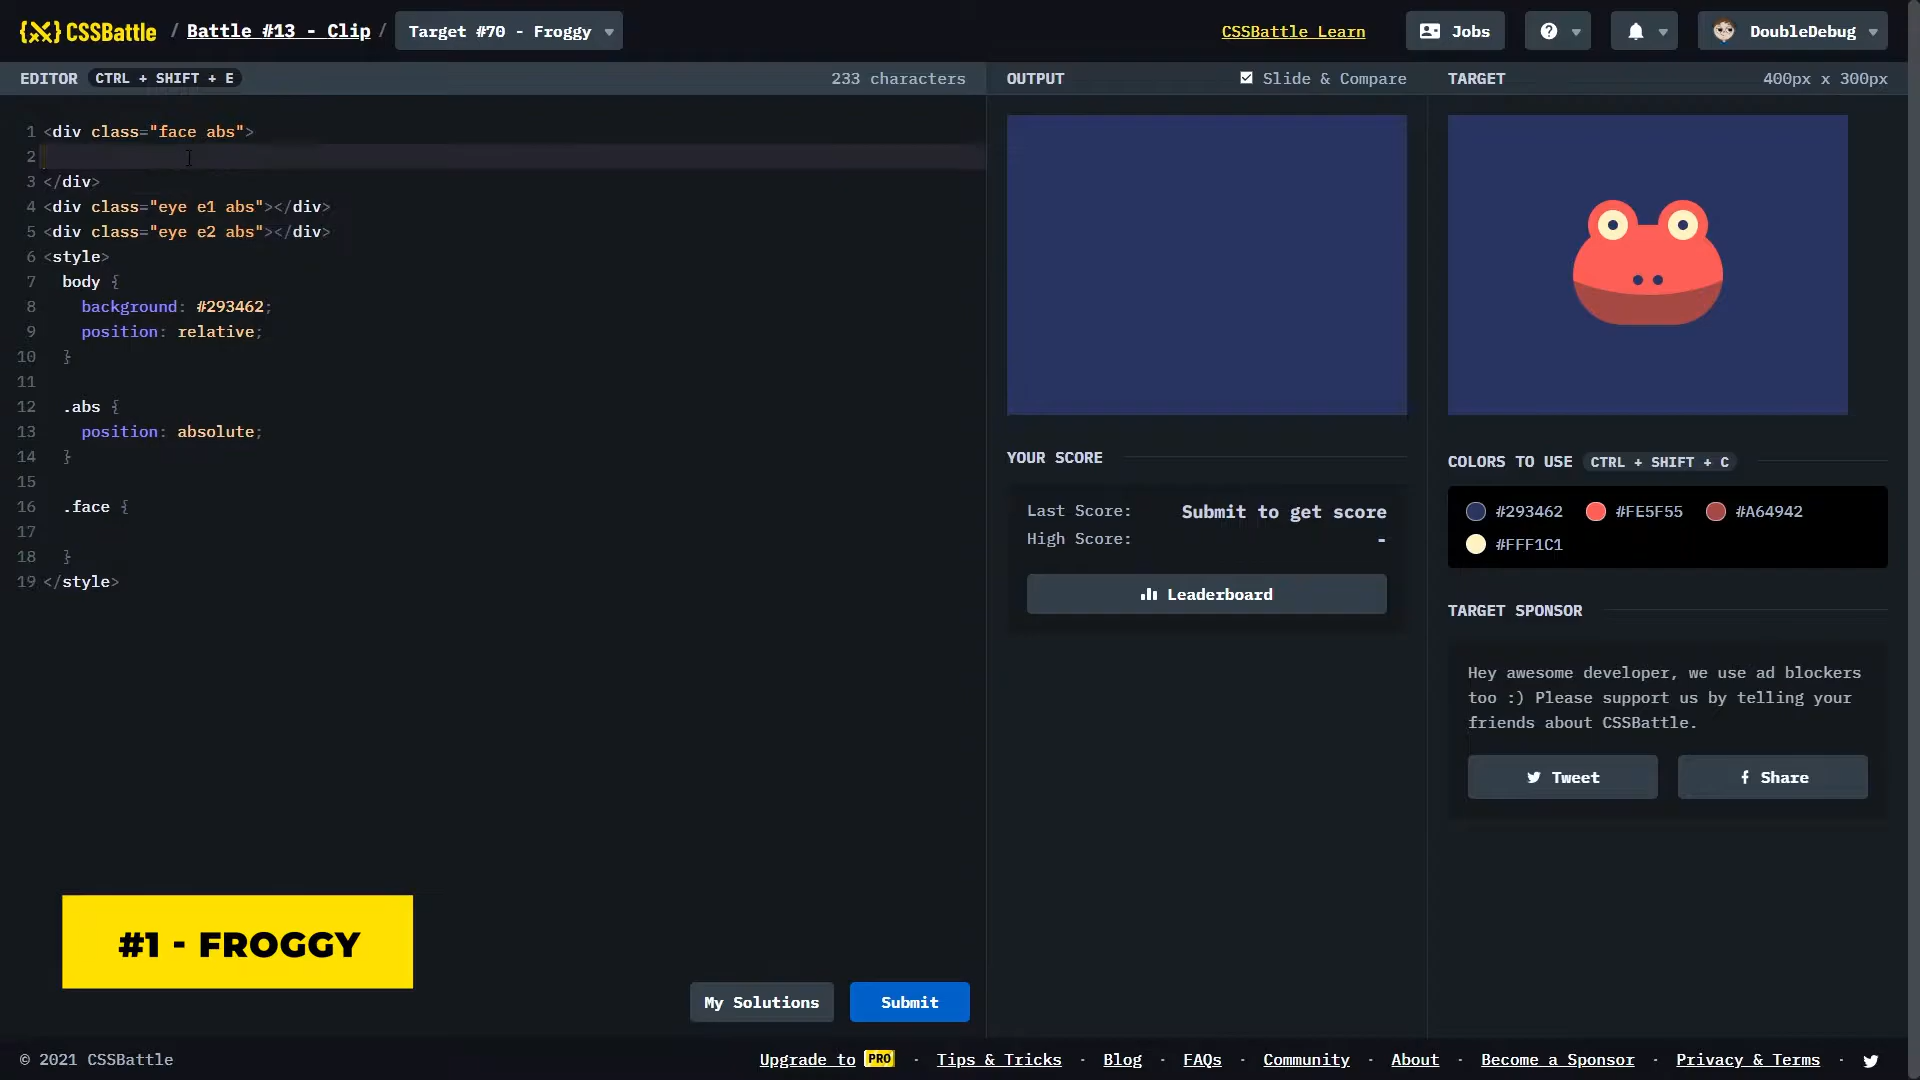 {X} CSSBattle / Battle #13 - Clip / Target #70 - Froggy
CSSBattle Learn
Jobs
DoubleDebug
EDITOR CTRL + SHIFT + E
233 characters
OUTPUT
Slide & Compare
TARGET
400px x 300px
1 <div class="face abs">
2
3 </div>
4 <div class="eye e1 abs"></div>
5 <div class="eye e2 abs"></div>
6 <style>
7 body {
8 background: #293462;
9 position: relative;
10 }
11
12 .abs {
13 position: absolute;
14 }
15
16 .face {
17
18 }
19 </style>
YOUR SCORE
Last Score: Submit to get score
High Score: -
Leaderboard
COLORS TO USE CTRL + SHIFT + C
#293462 #FE5F55 #A64942
#FFF1C1
TARGET SPONSOR
Hey awesome developer, we use ad blockers
too :) Please support us by telling your
friends about CSSBattle.
Tweet
Share
#1 - FROGGY
My Solutions
Submit
© 2021 CSSBattle
Upgrade to PRO · Tips & Tricks · Blog · FAQs · Community · About · Become a Sponsor · Privacy & Terms ·